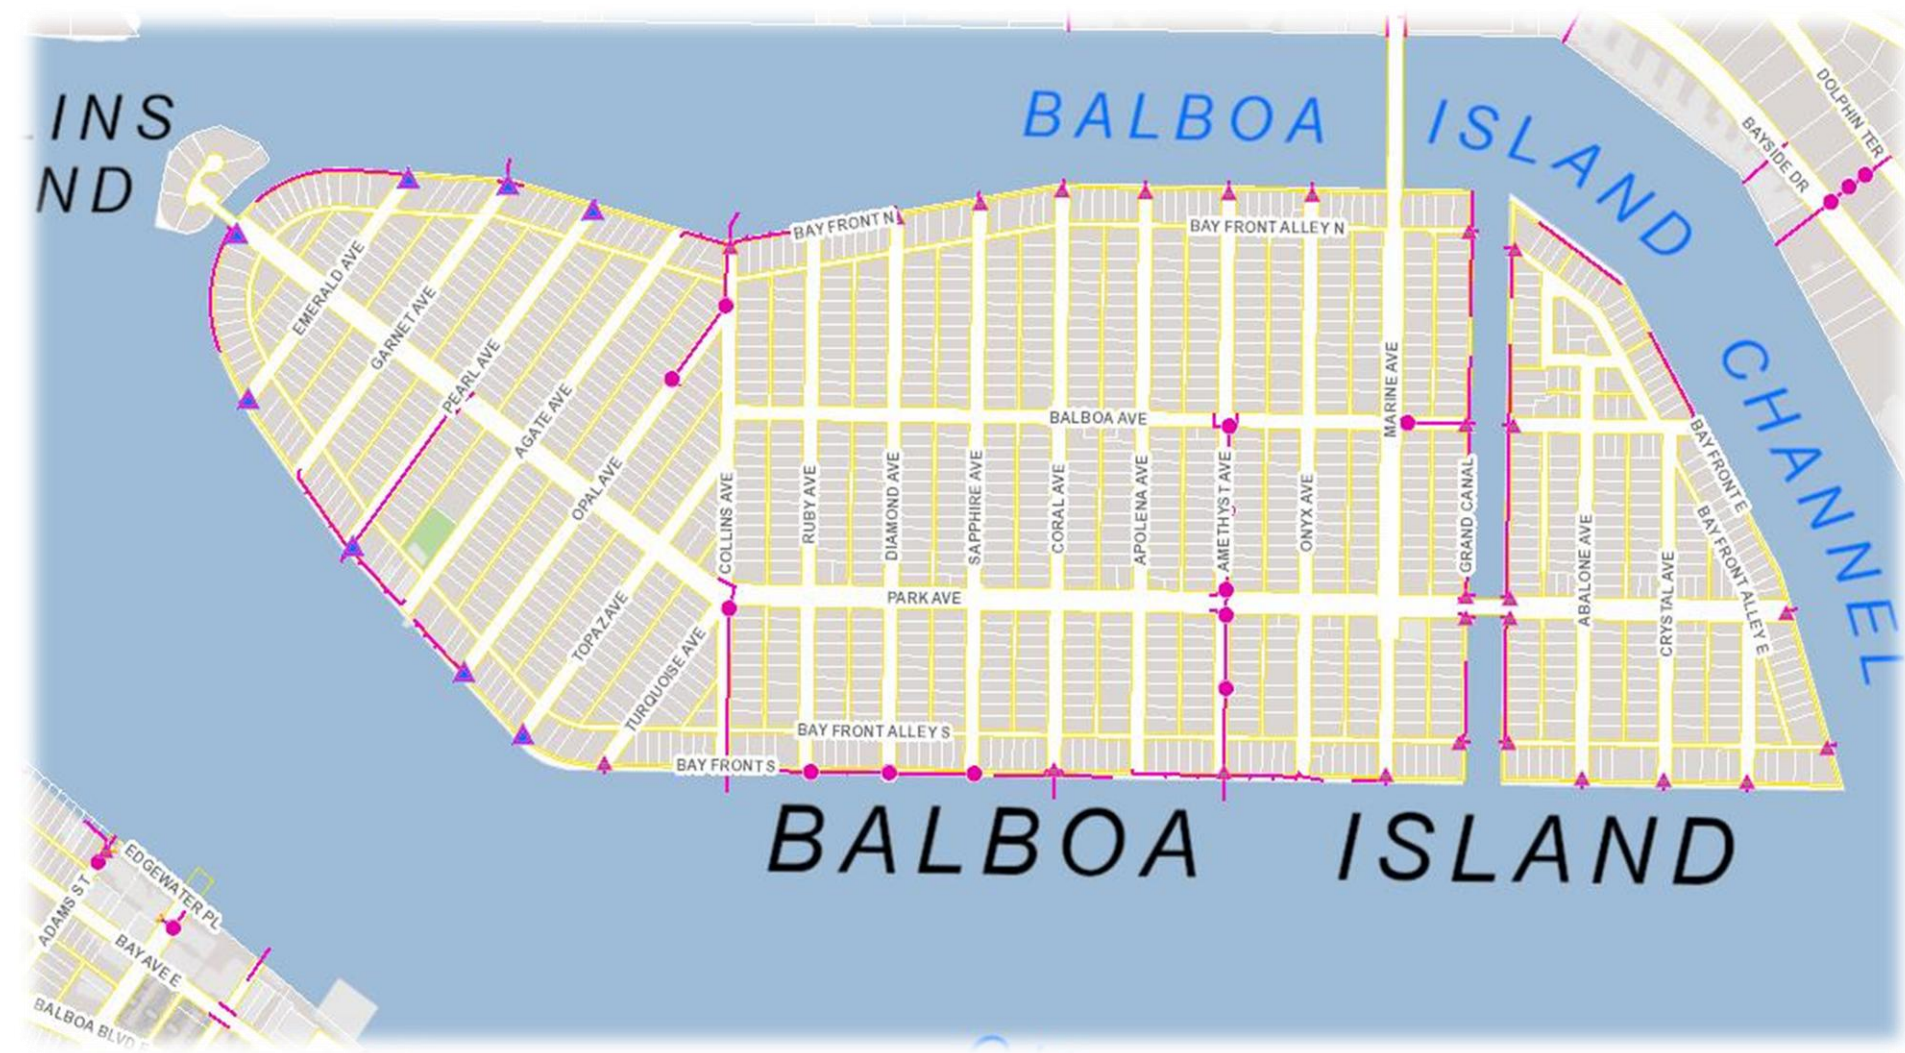 INS
ND
BALBOA
ISLAND
CHANNEL
DOLPHIN TER
BAYSIDE DR
BAY FRONT N
BAY FRONT ALLEY N
EMERALD AVE
GARNET AVE
PEARL AVE
AGATE AVE
OPAL AVE
TOPAZ AVE
TURQUOISE AVE
COLLINS AVE
RUBY AVE
DIAMOND AVE
SAPPHIRE AVE
CORAL AVE
APOLENA AVE
AMETHYST AVE
ONYX AVE
MARINE AVE
GRAND CANAL
BALBOA AVE
PARK AVE
ABALONE AVE
CRYSTAL AVE
BAY FRONT E
BAY FRONT ALLEY E
BAY FRONT ALLEY S
BAY FRONT S
BALBOA ISLAND
EDGEWATER PL
ADAMS ST
BAY AVE E
BALBOA BLVD E